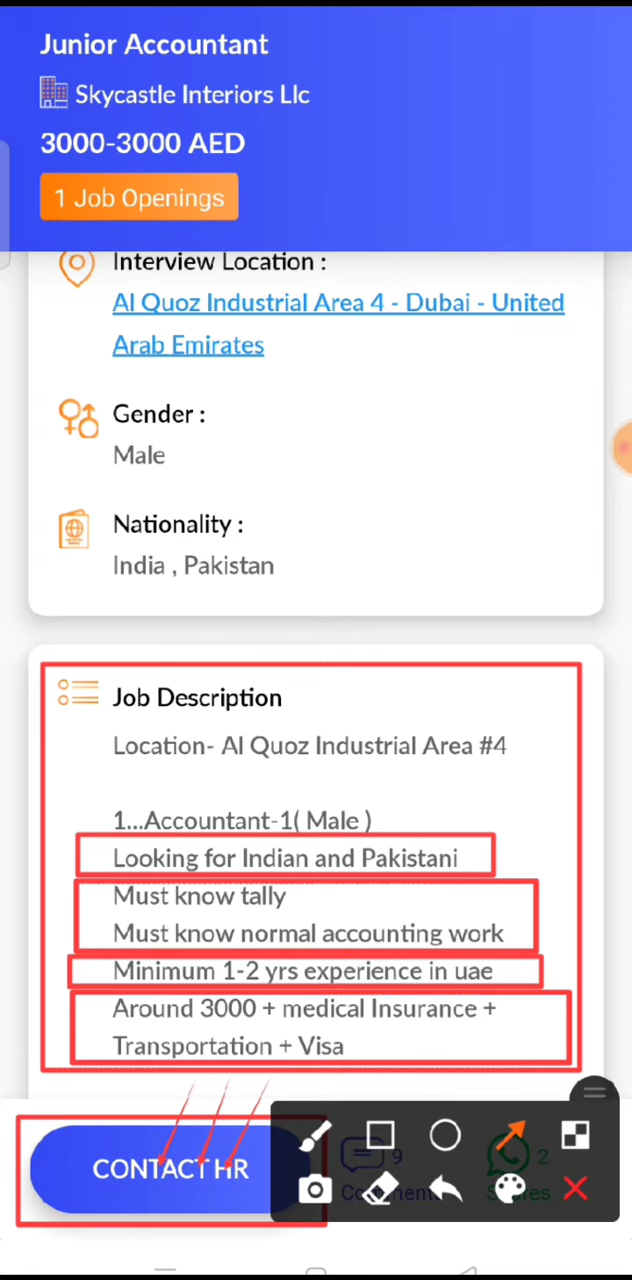 Junior Accountant
Skycastle Interiors Llc
3000-3000 AED
1 Job Openings
Interview Location :
Al Quoz Industrial Area 4 - Dubai - United
Arab Emirates
Gender :
Male
Nationality :
India , Pakistan
Job Description
Location- Al Quoz Industrial Area #4
1...Accountant-1( Male )
Looking for Indian and Pakistani
Must know tally
Must know normal accounting work
Minimum 1-2 yrs experience in uae
Around 3000 + medical Insurance +
Transportation + Visa
CONTACT HR
9
2